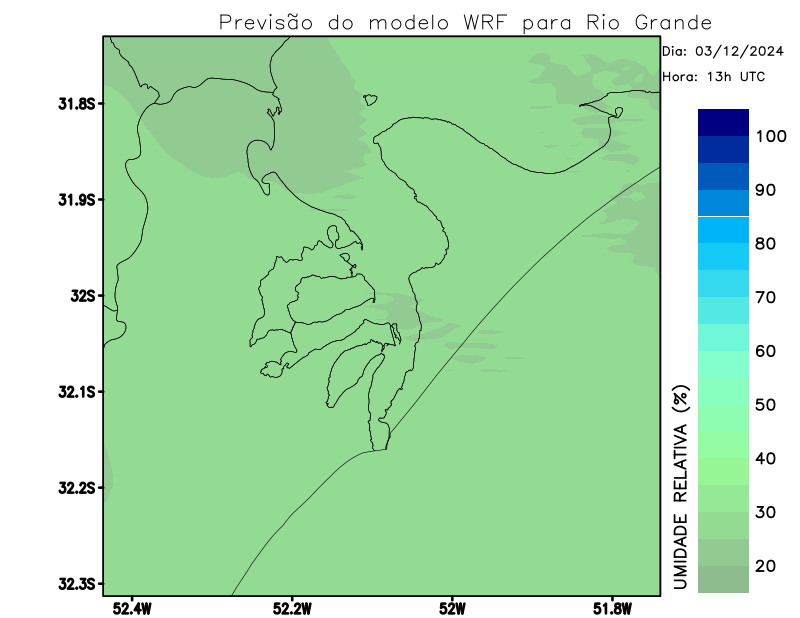 Previsão do modelo WRF para Rio Grande
Dia: 03/12/2024
Hora: 13h UTC
31.8S
31.9S
32S
32.1S
32.2S
32.3S
52.4W
52.2W
52W
51.8W
100
90
80
70
60
50
40
30
20
UMIDADE RELATIVA (%)